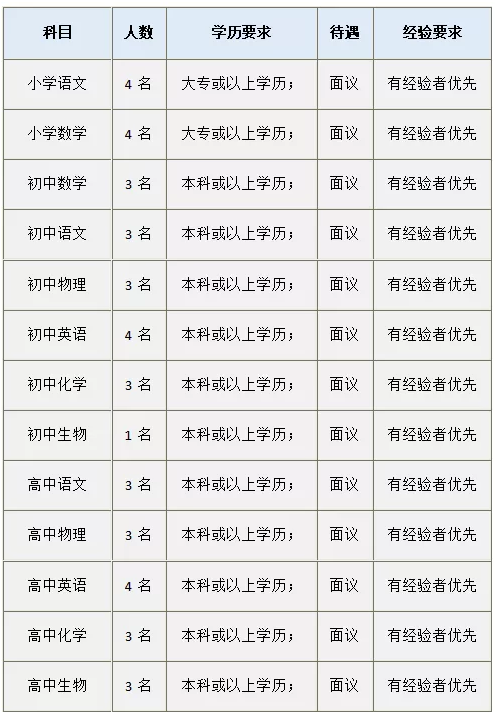 科目 人数 学历要求 待遇 经验要求
小学语文 4 名 大专或以上学历； 面议 有经验者优先
小学数学 4 名 大专或以上学历； 面议 有经验者优先
初中数学 3 名 本科或以上学历； 面议 有经验者优先
初中语文 3 名 本科或以上学历； 面议 有经验者优先
初中物理 3 名 本科或以上学历； 面议 有经验者优先
初中英语 4 名 本科或以上学历； 面议 有经验者优先
初中化学 3 名 本科或以上学历； 面议 有经验者优先
初中生物 1 名 本科或以上学历； 面议 有经验者优先
高中语文 3 名 本科或以上学历； 面议 有经验者优先
高中物理 3 名 本科或以上学历； 面议 有经验者优先
高中英语 4 名 本科或以上学历； 面议 有经验者优先
高中化学 3 名 本科或以上学历； 面议 有经验者优先
高中生物 3 名 本科或以上学历； 面议 有经验者优先